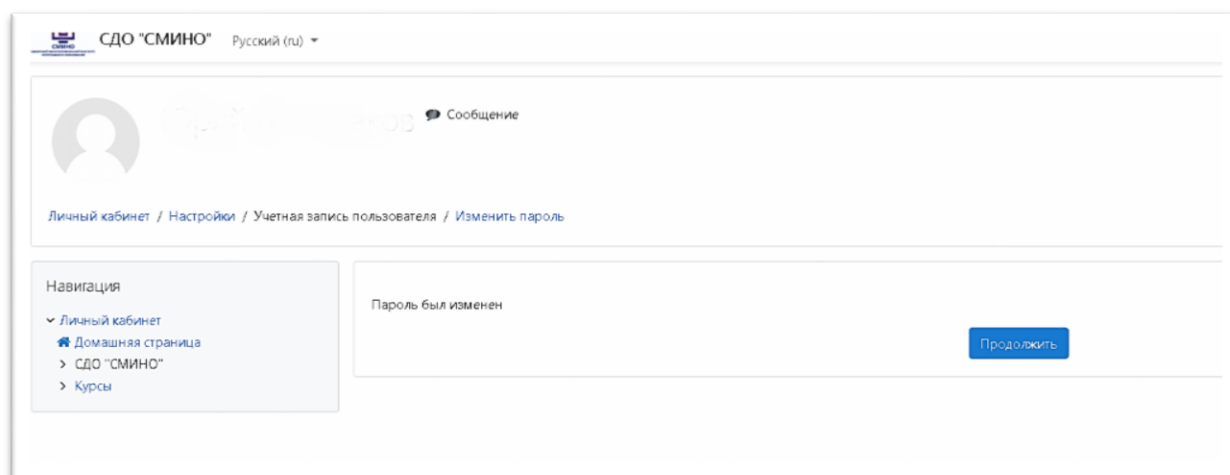 СМИНО
СДО "СМИНО" Русский (ru)
Сообщение
Личный кабинет / Настройки / Учетная запись пользователя / Изменить пароль
Навигация
Личный кабинет
Домашняя страница
СДО "СМИНО"
Курсы
Пароль был изменен
Продолжить